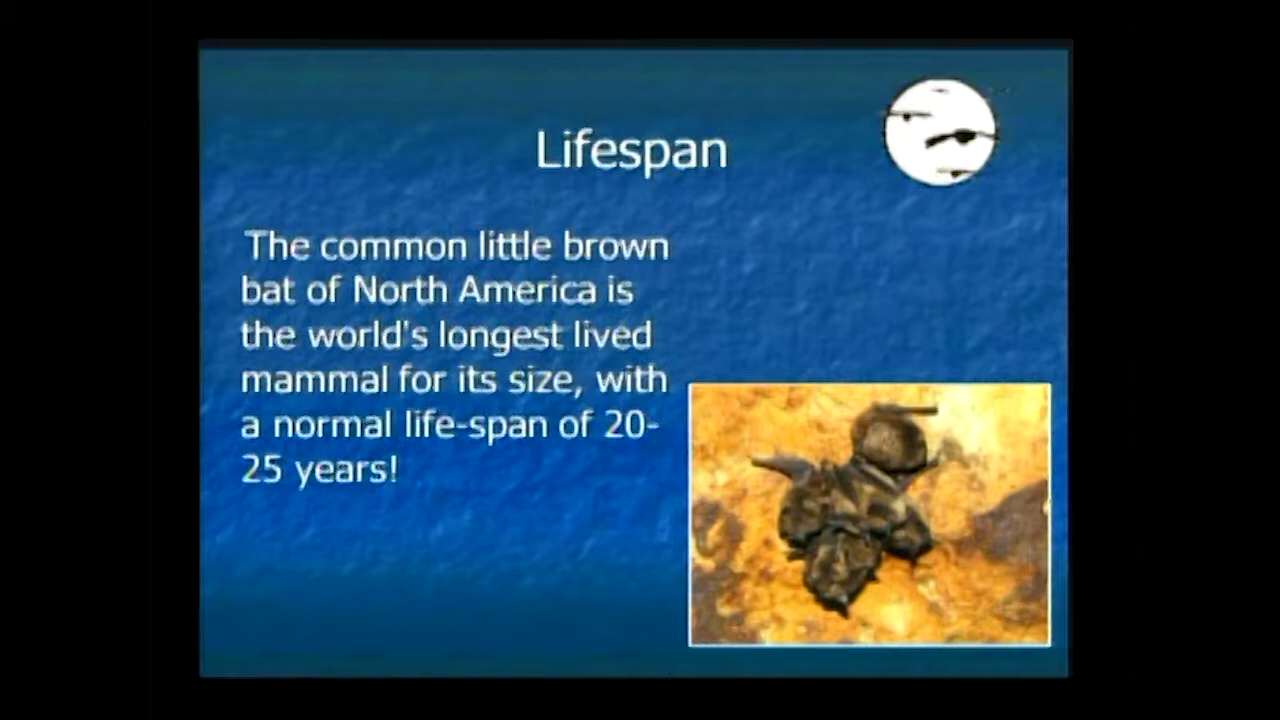 Lifespan
The common little brown
bat of North America is
the world's longest lived
mammal for its size, with
a normal life-span of 20-
25 years!